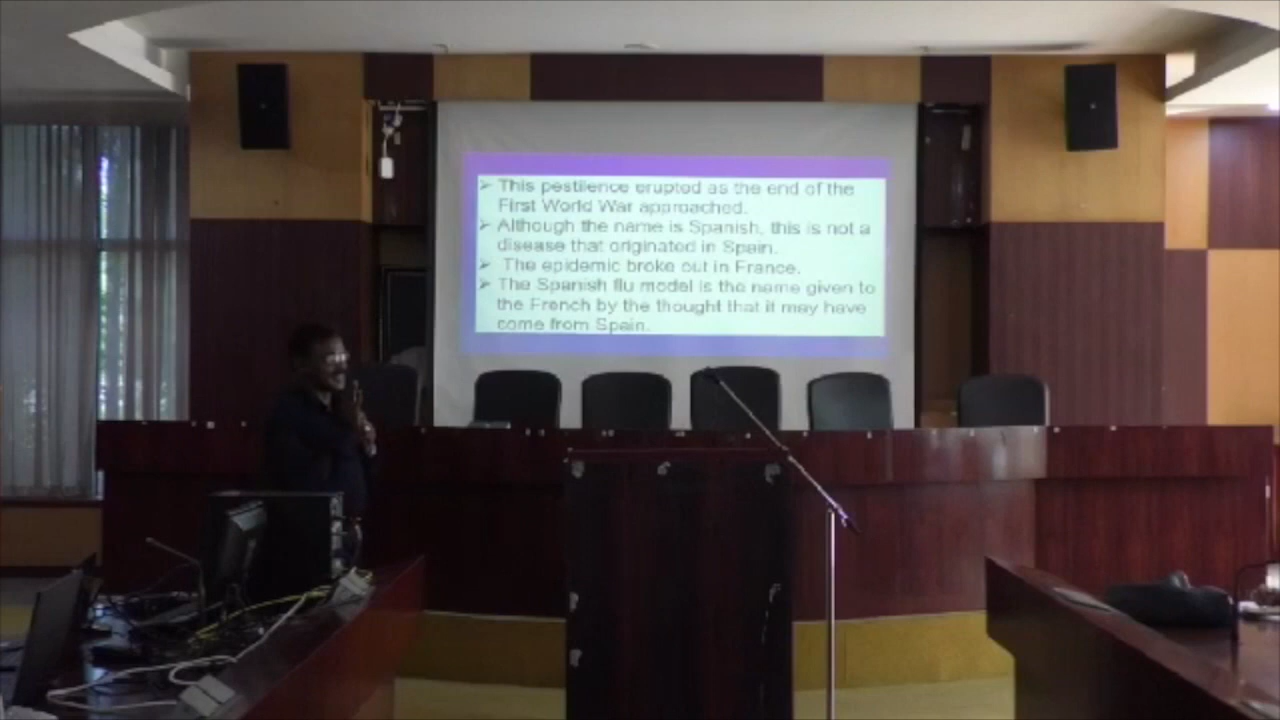 ➢ This pestilence erupted as the end of the
First World War approached.
➢ Although the name is Spanish, this is not a
disease that originated in Spain.
➢ The epidemic broke out in France.
➢ The Spanish flu model is the name given to
the French by the thought that it may have
come from Spain.